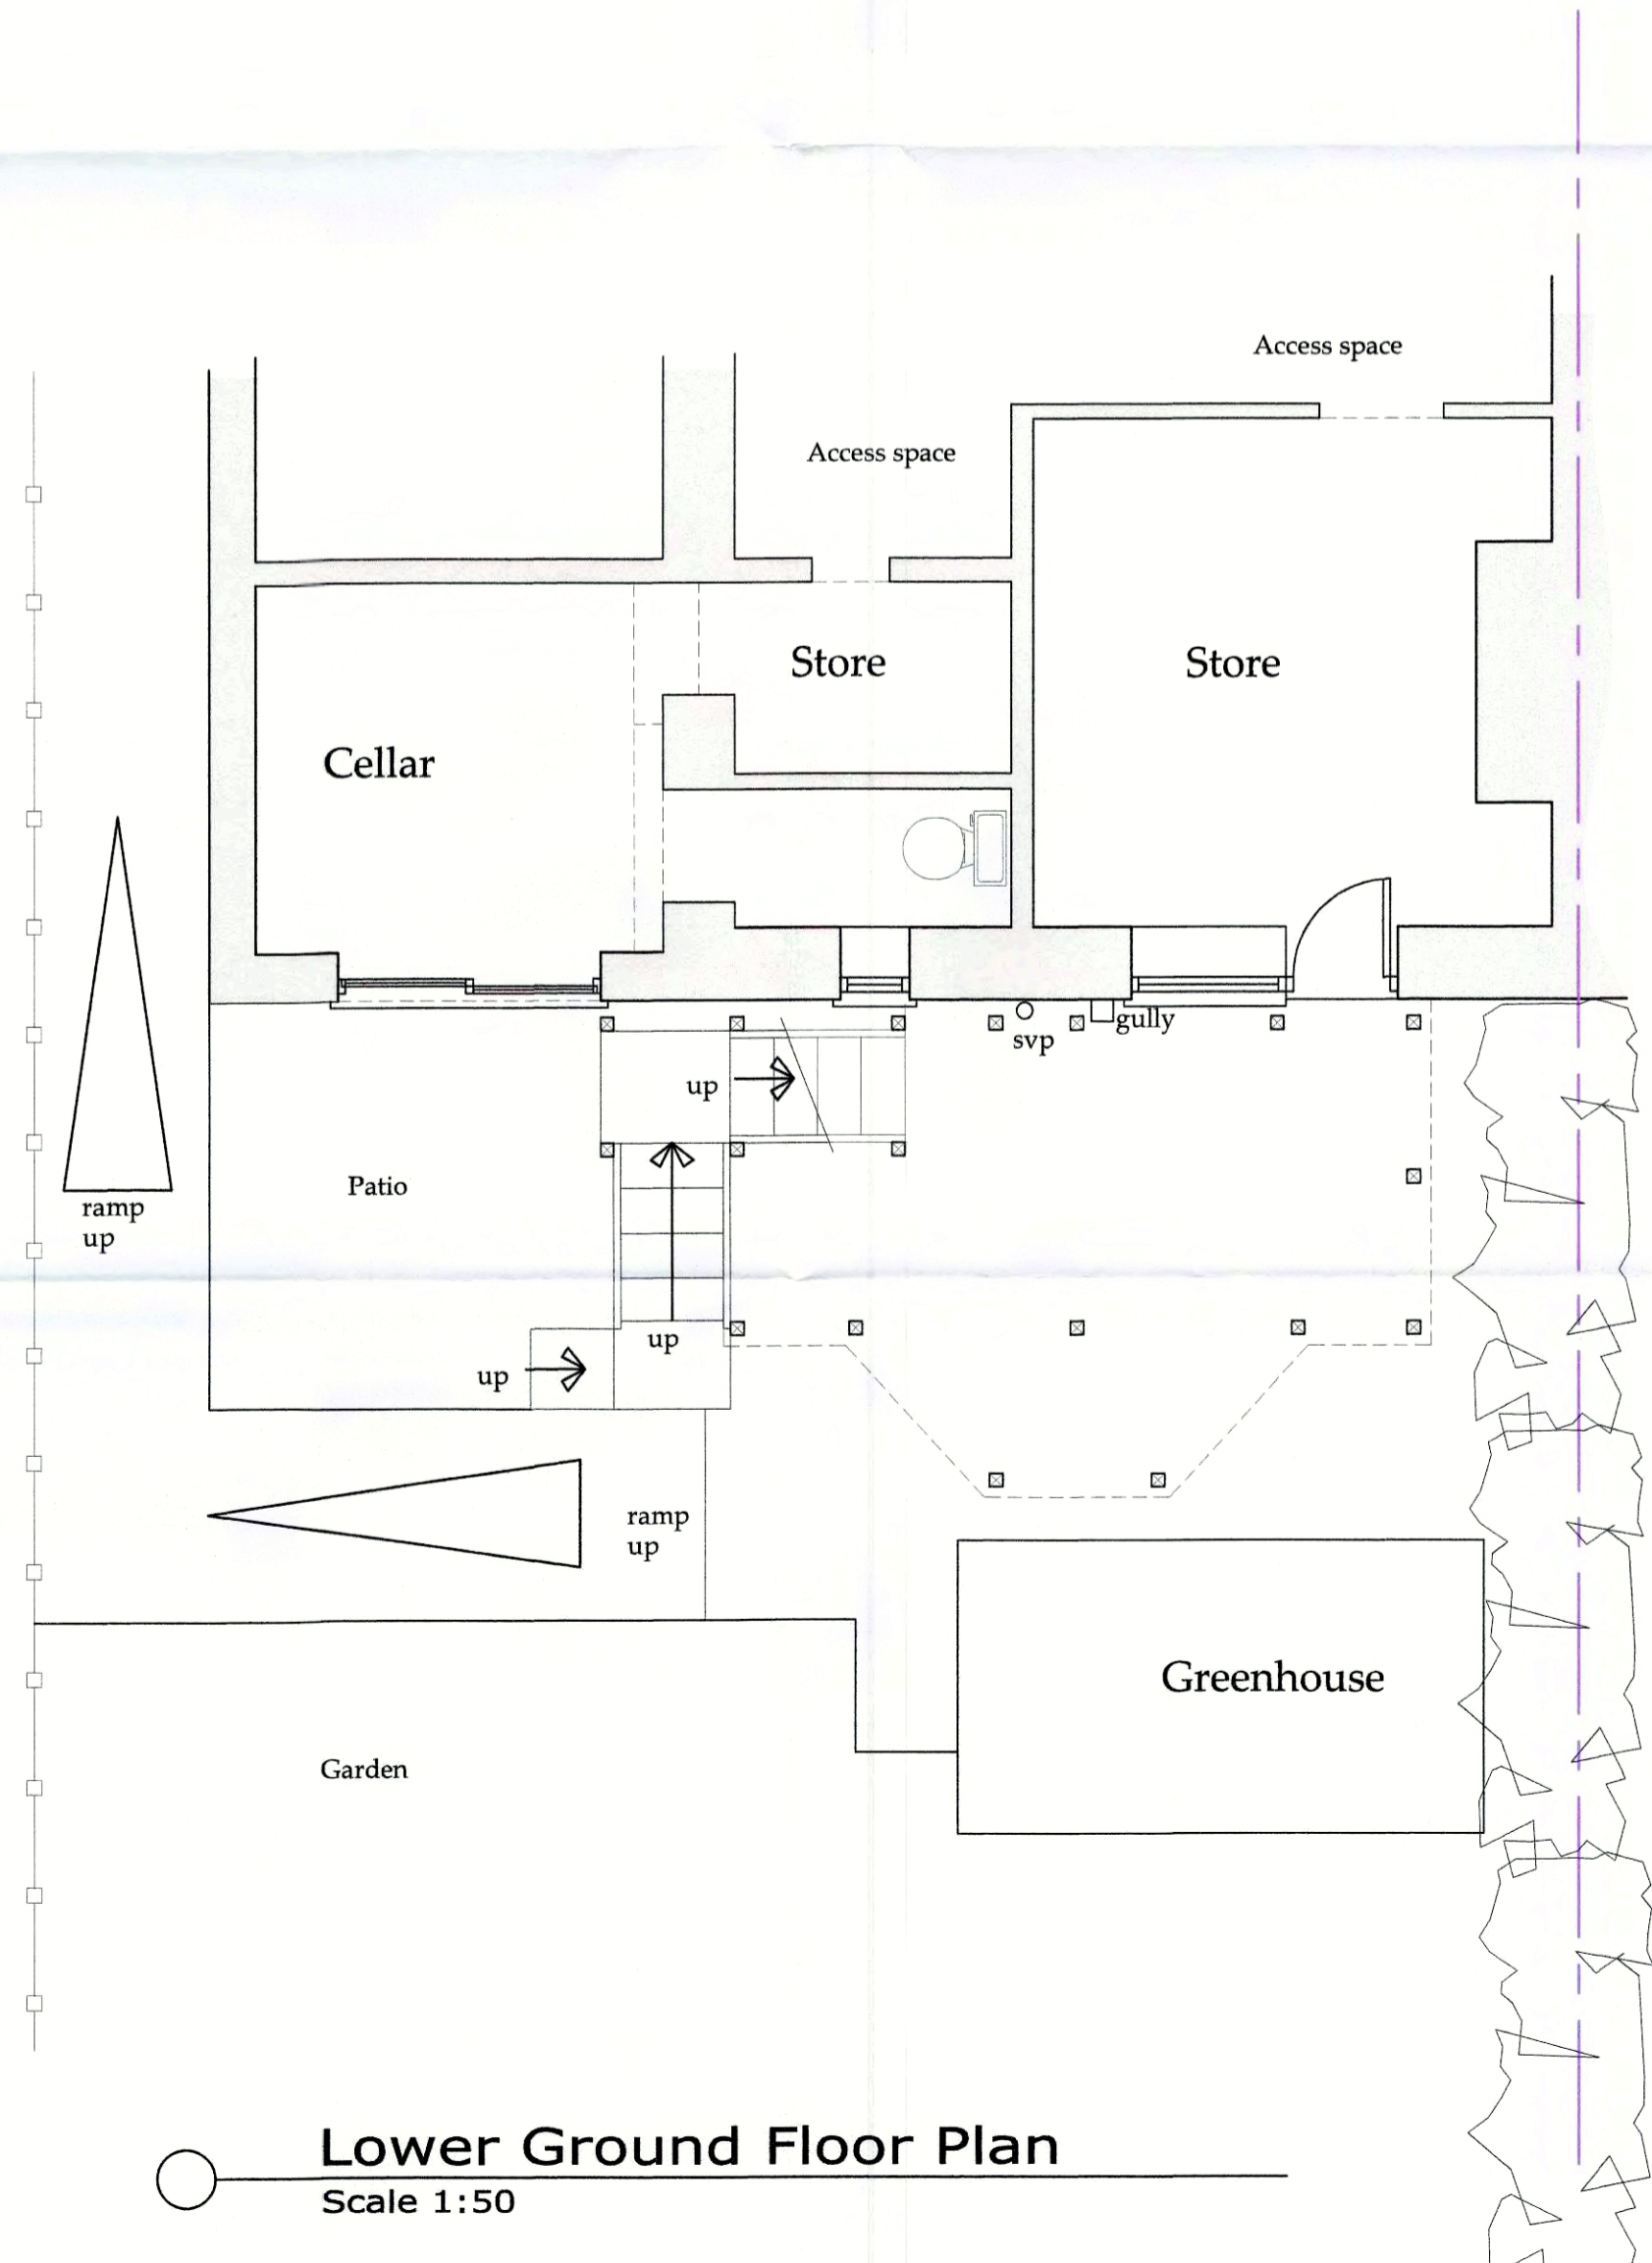 Access space
Access space
Store
Store
Cellar
gully
svp
up
Patio
ramp
up
up
up
ramp
up
Greenhouse
Garden
Lower Ground Floor Plan
Scale 1:50